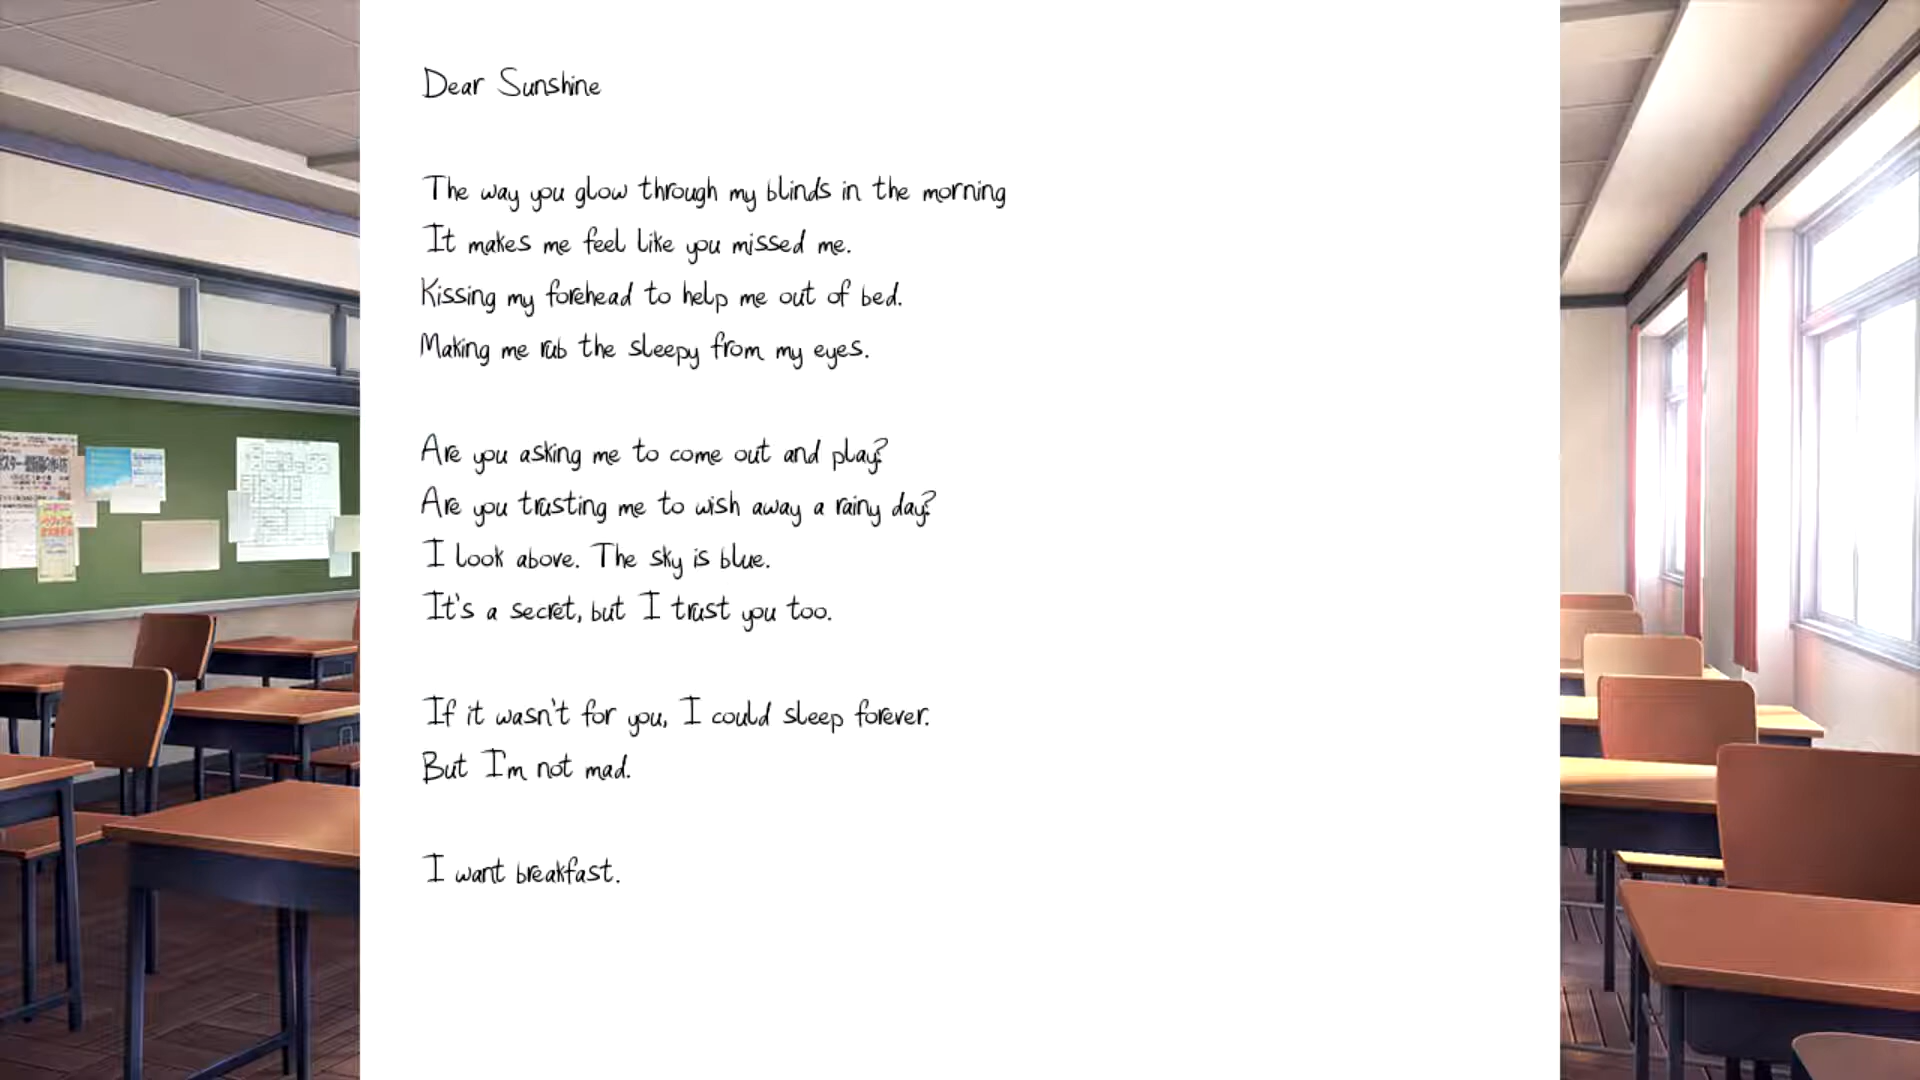 Dear Sunshine
The way you glow through my blinds in the morning
It makes me feel like you missed me.
Kissing my forehead to help me out of bed.
Making me rub the sleepy from my eyes.
Are you asking me to come out and play?
Are you trusting me to wish away a rainy day?
I look above. The sky is blue.
It's a secret, but I trust you too.
If it wasn't for you, I could sleep forever.
But I'm not mad.
I want breakfast.